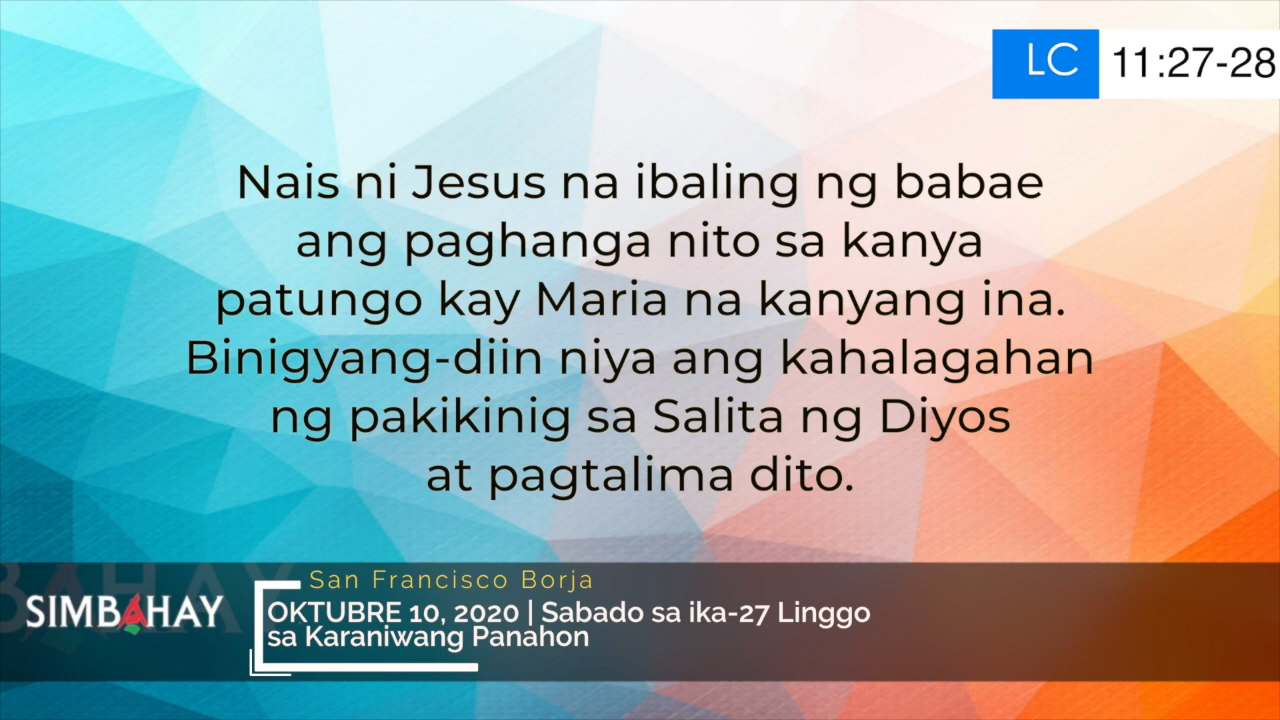 LC 11:27-28
Nais ni Jesus na ibaling ng babae
ang paghanga nito sa kanya
patungo kay Maria na kanyang ina.
Binigyang-diin niya ang kahalagahan
ng pakikinig sa Salita ng Diyos
at pagtalima dito.
San Francisco Borja
SIMBAHAY
OKTUBRE 10, 2020 | Sabado sa ika-27 Linggo
sa Karaniwang Panahon